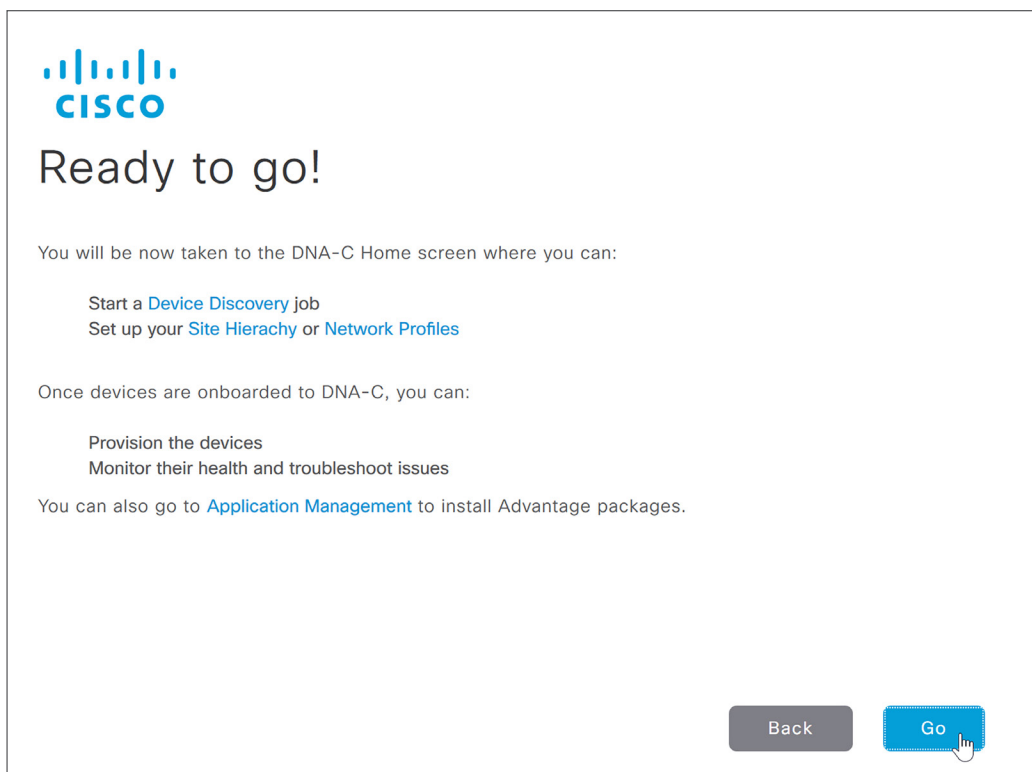 CISCO
Ready to go!
You will be now taken to the DNA-C Home screen where you can:
Start a Device Discovery job
Set up your Site Hierachy or Network Profiles
Once devices are onboarded to DNA-C, you can:
Provision the devices
Monitor their health and troubleshoot issues
You can also go to Application Management to install Advantage packages.
Back
Go